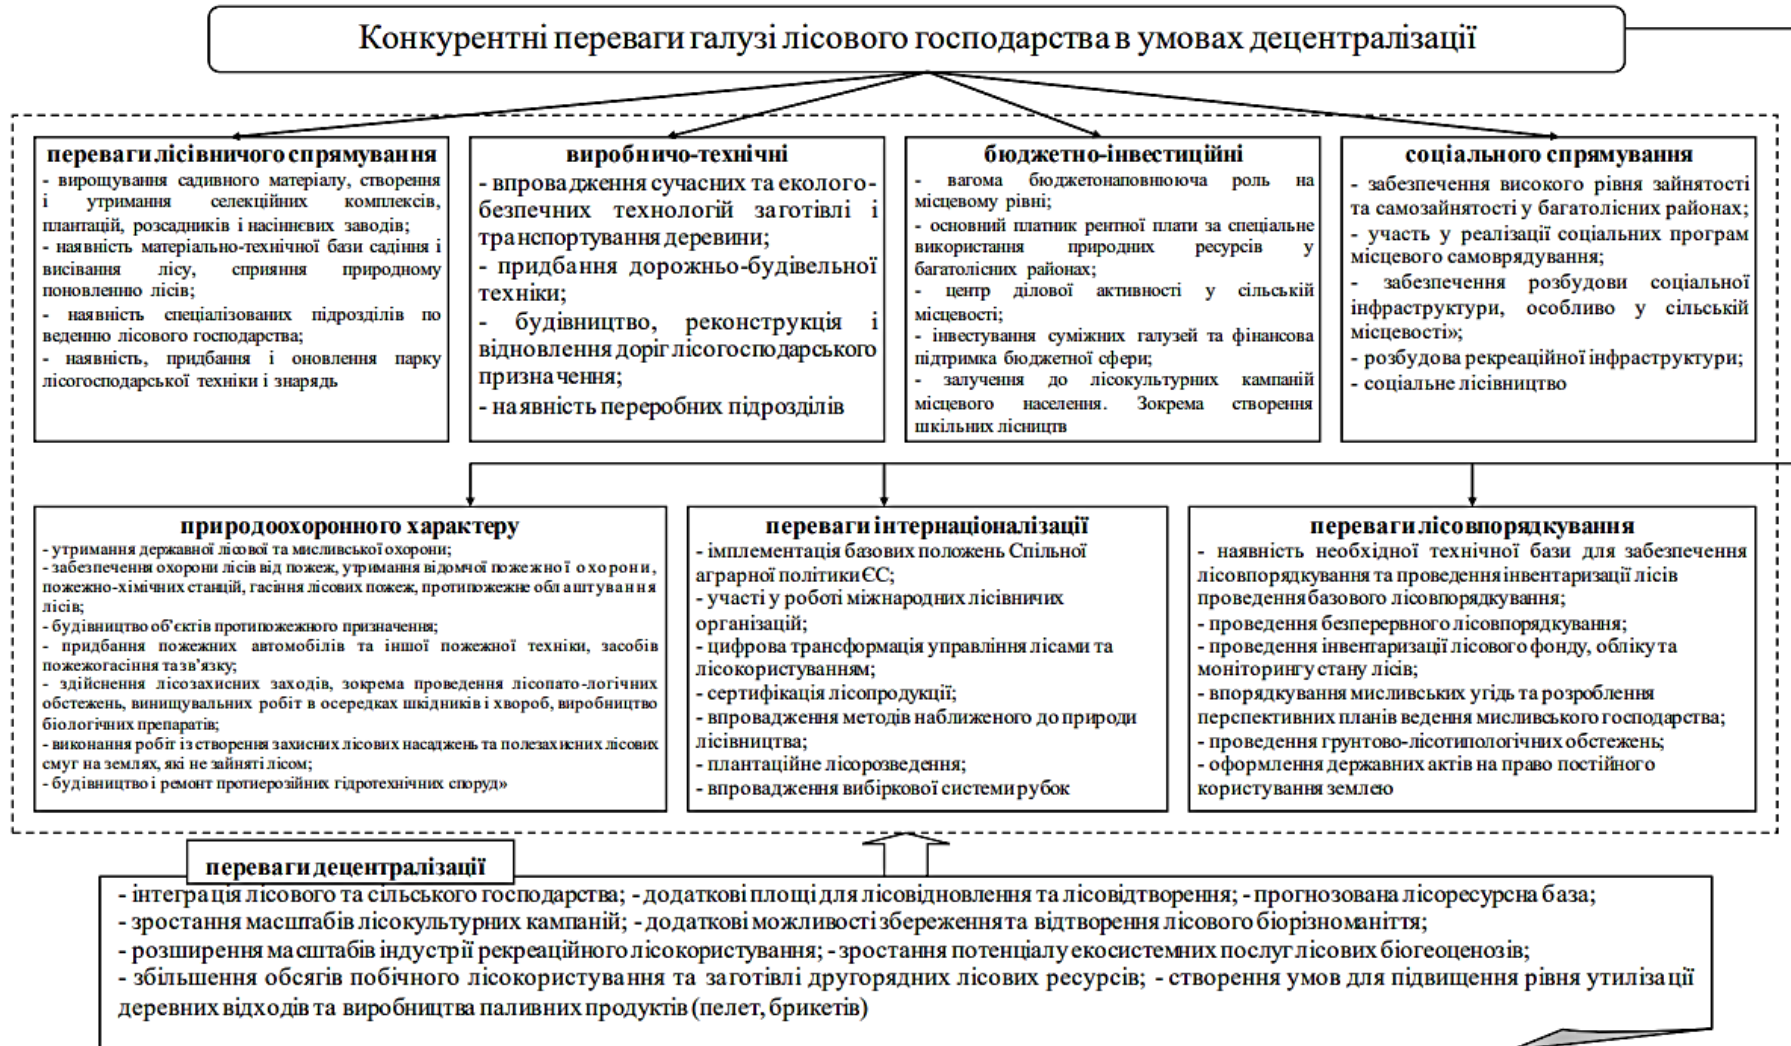 Конкурентні переваги галузі лісового господарства в умовах децентралізації
переваги лісівничого спрямування
- вирощування садивного матеріалу, створення
і утримання селекційних комплексів,
плантацій, розсадників і насіннєвих заводів;
- наявність матеріально-технічної бази садіння і
висівання лісу, сприяння природному
поновленню лісів;
- наявність спеціалізованих підрозділів по
веденню лісового господарства;
- наявність, придбання і оновлення парку
лісогосподарської техніки і знарядь
виробничо-технічні
- впровадження сучасних та еколого-
безпечних технологій заготівлі і
транспортування деревини;
- придбання дорожньо-будівельної
техніки;
- будівництво, реконструкція і
відновлення доріг лісогосподарського
призначення;
- наявність переробних підрозділів
бюджетно-інвестиційні
- вагома бюджетонаповнююча роль на
місцевому рівні;
- основний платник рентної плати за спеціальне
використання природних ресурсів у
багатолісних районах;
- центр ділової активності у сільській
місцевості;
- інвестування суміжних галузей та фінансова
підтримка бюджетної сфери;
- залучення до лісокультурних кампаній
місцевого населення. Зокрема створення
шкільних лісництв
соціального спрямування
- забезпечення високого рівня зайнятості
та самозайнятості у багатолісних районах;
- участь у реалізації соціальних програм
місцевого самоврядування;
- забезпечення розбудови соціальної
інфраструктури, особливо у сільській
місцевості»;
- розбудова рекреаційної інфраструктури;
- соціальне лісівництво
природоохоронного характеру
- утримання державної лісової та мисливської охорони;
- забезпечення охорони лісів від пожеж, утримання відомчої пожежної охорони,
пожежно-хімічних станцій, гасіння лісових пожеж, протипожежне облаштування
лісів;
- будівництво об'єктів протипожежного призначення;
- придбання пожежних автомобілів та іншої пожежної техніки, засобів
пожежогасіння та зв'язку;
- здійснення лісозахисних заходів, зокрема проведення лісопато-логічних
обстежень, винищувальних робіт в осередках шкідників і хвороб, виробництво
біологічних препаратів;
- виконання робіт із створення захисних лісових насаджень та полезахисних лісових
смуг на землях, які не зайняті лісом;
- будівництво і ремонт протиерозійних гідротехнічних споруд»
переваги інтернаціоналізації
- імплементація базових положень Спільної
аграрної політики ЄС;
- участі у роботі міжнародних лісівничих
організацій;
- цифрова трансформація управління лісами та
лісокористуванням;
- сертифікація лісопродукції;
- впровадження методів наближеного до природи
лісівництва;
- плантаційне лісорозведення;
- впровадження вибіркової системи рубок
переваги лісовпорядкування
- наявність необхідної технічної бази для забезпечення
лісовпорядкування та проведення інвентаризації лісів
проведення базового лісовпорядкування;
- проведення безперервного лісовпорядкування;
- проведення інвентаризації лісового фонду, обліку та
моніторингу стану лісів;
- впорядкування мисливських угідь та розроблення
перспективних планів ведення мисливського господарства;
- проведення грунтово-лісотипологічних обстежень;
- оформлення державних актів на право постійного
користування землею
переваги децентралізації
- інтеграція лісового та сільського господарства; - додаткові площі для лісовідновлення та лісовідтворення; - прогнозована лісоресурсна база;
- зростання масштабів лісокультурних кампаній; - додаткові можливості збереження та відтворення лісового біорізноманіття;
- розширення масштабів індустрії рекреаційного лісокористування; - зростання потенціалу екосистемних послуг лісових біогеоценозів;
- збільшення обсягів побічного лісокористування та заготівлі другорядних лісових ресурсів; - створення умов для підвищення рівня утилізації
деревних відходів та виробництва паливних продуктів (пелет, брикетів)